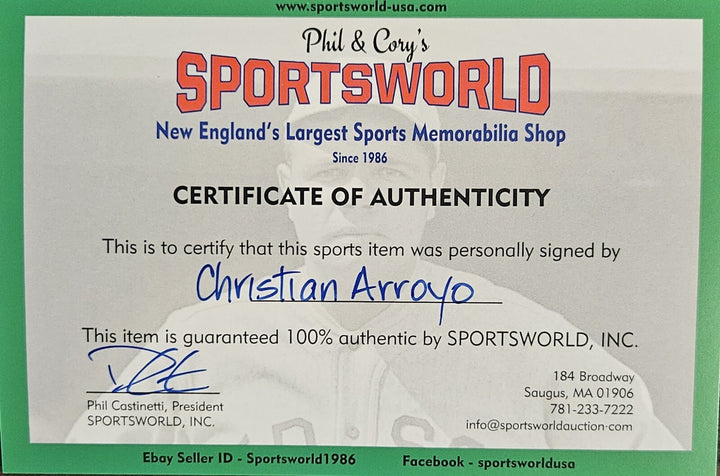 www.sportsworld-usa.com
Phil & Cory's
SPORTSWORLD
New England's Largest Sports Memorabilia Shop
Since 1986
CERTIFICATE OF AUTHENTICITY
This is to certify that this sports item was personally signed by
Christian Arroyo
This item is guaranteed 100% authentic by SPORTSWORLD, INC.
Phil Castinetti, President
SPORTSWORLD, INC.
184 Broadway
Saugus, MA 01906
781-233-7222
info@sportsworldauction.com
Ebay Seller ID - Sportsworld1986
Facebook - sportsworldusa